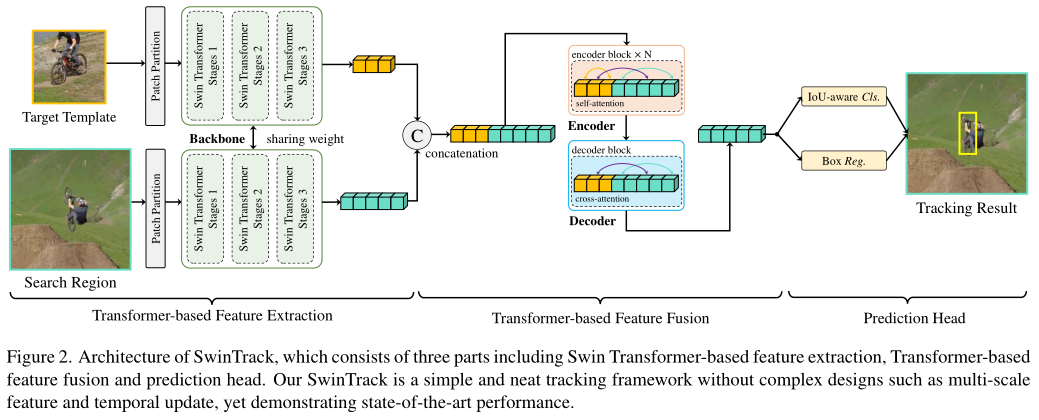 Target Template
Patch Partition
Swin Transformer
Stages 1
Swin Transformer
Stages 2
Swin Transformer
Stages 3
Backbone
sharing weight
Search Region
Patch Partition
Swin Transformer
Stages 1
Swin Transformer
Stages 2
Swin Transformer
Stages 3
C
concatenation
encoder block × N
self-attention
Encoder
decoder block
cross-attention
Decoder
IoU-aware Cls.
Box Reg.
Tracking Result
Transformer-based Feature Extraction
Transformer-based Feature Fusion
Prediction Head
Figure 2. Architecture of SwinTrack, which consists of three parts including Swin Transformer-based feature extraction, Transformer-based
feature fusion and prediction head. Our SwinTrack is a simple and neat tracking framework without complex designs such as multi-scale
feature and temporal update, yet demonstrating state-of-the-art performance.